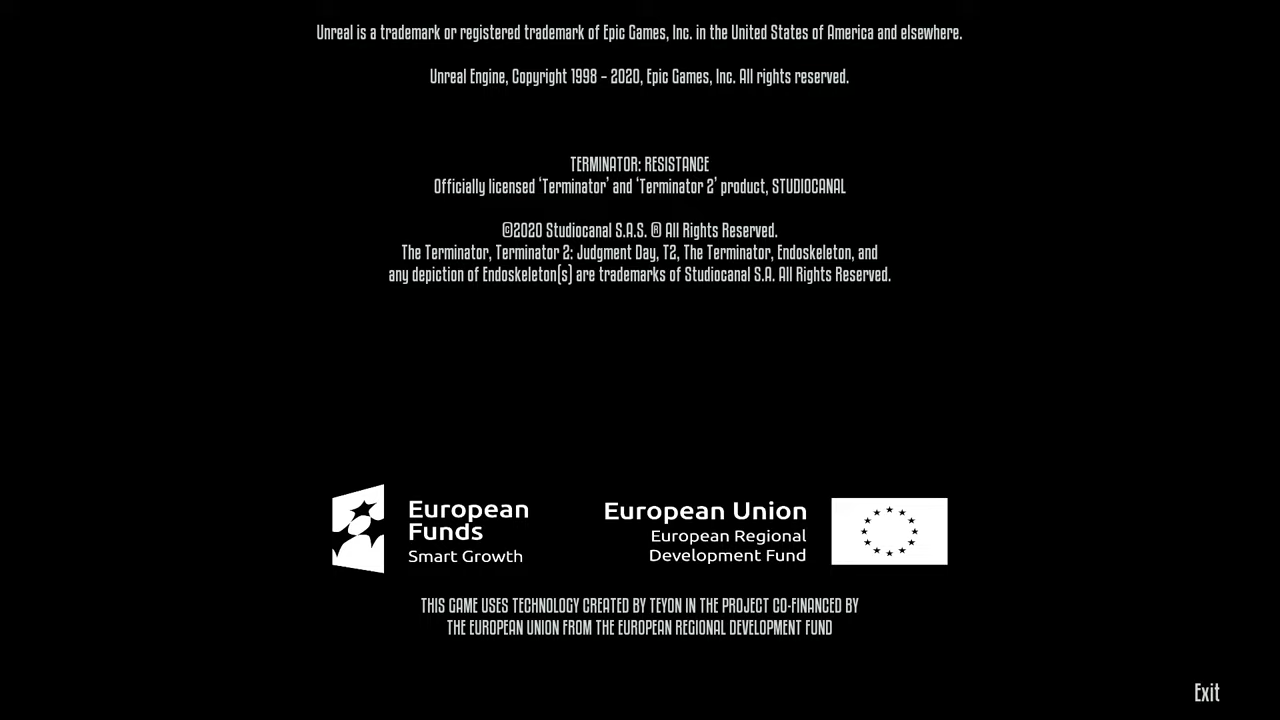 Unreal is a trademark or registered trademark of Epic Games, Inc. in the United States of America and elsewhere.
Unreal Engine, Copyright 1998 – 2020, Epic Games, Inc. All rights reserved.
TERMINATOR: RESISTANCE
Officially licensed ‘Terminator’ and ‘Terminator 2’ product, STUDIOCANAL
©2020 Studiocanal S.A.S. ® All Rights Reserved.
The Terminator, Terminator 2: Judgment Day, T2, The Terminator, Endoskeleton, and
any depiction of Endoskeleton(s) are trademarks of Studiocanal S.A. All Rights Reserved.
European
Funds
Smart Growth
European Union
European Regional
Development Fund
THIS GAME USES TECHNOLOGY CREATED BY TEYON IN THE PROJECT CO-FINANCED BY
THE EUROPEAN UNION FROM THE EUROPEAN REGIONAL DEVELOPMENT FUND
Exit